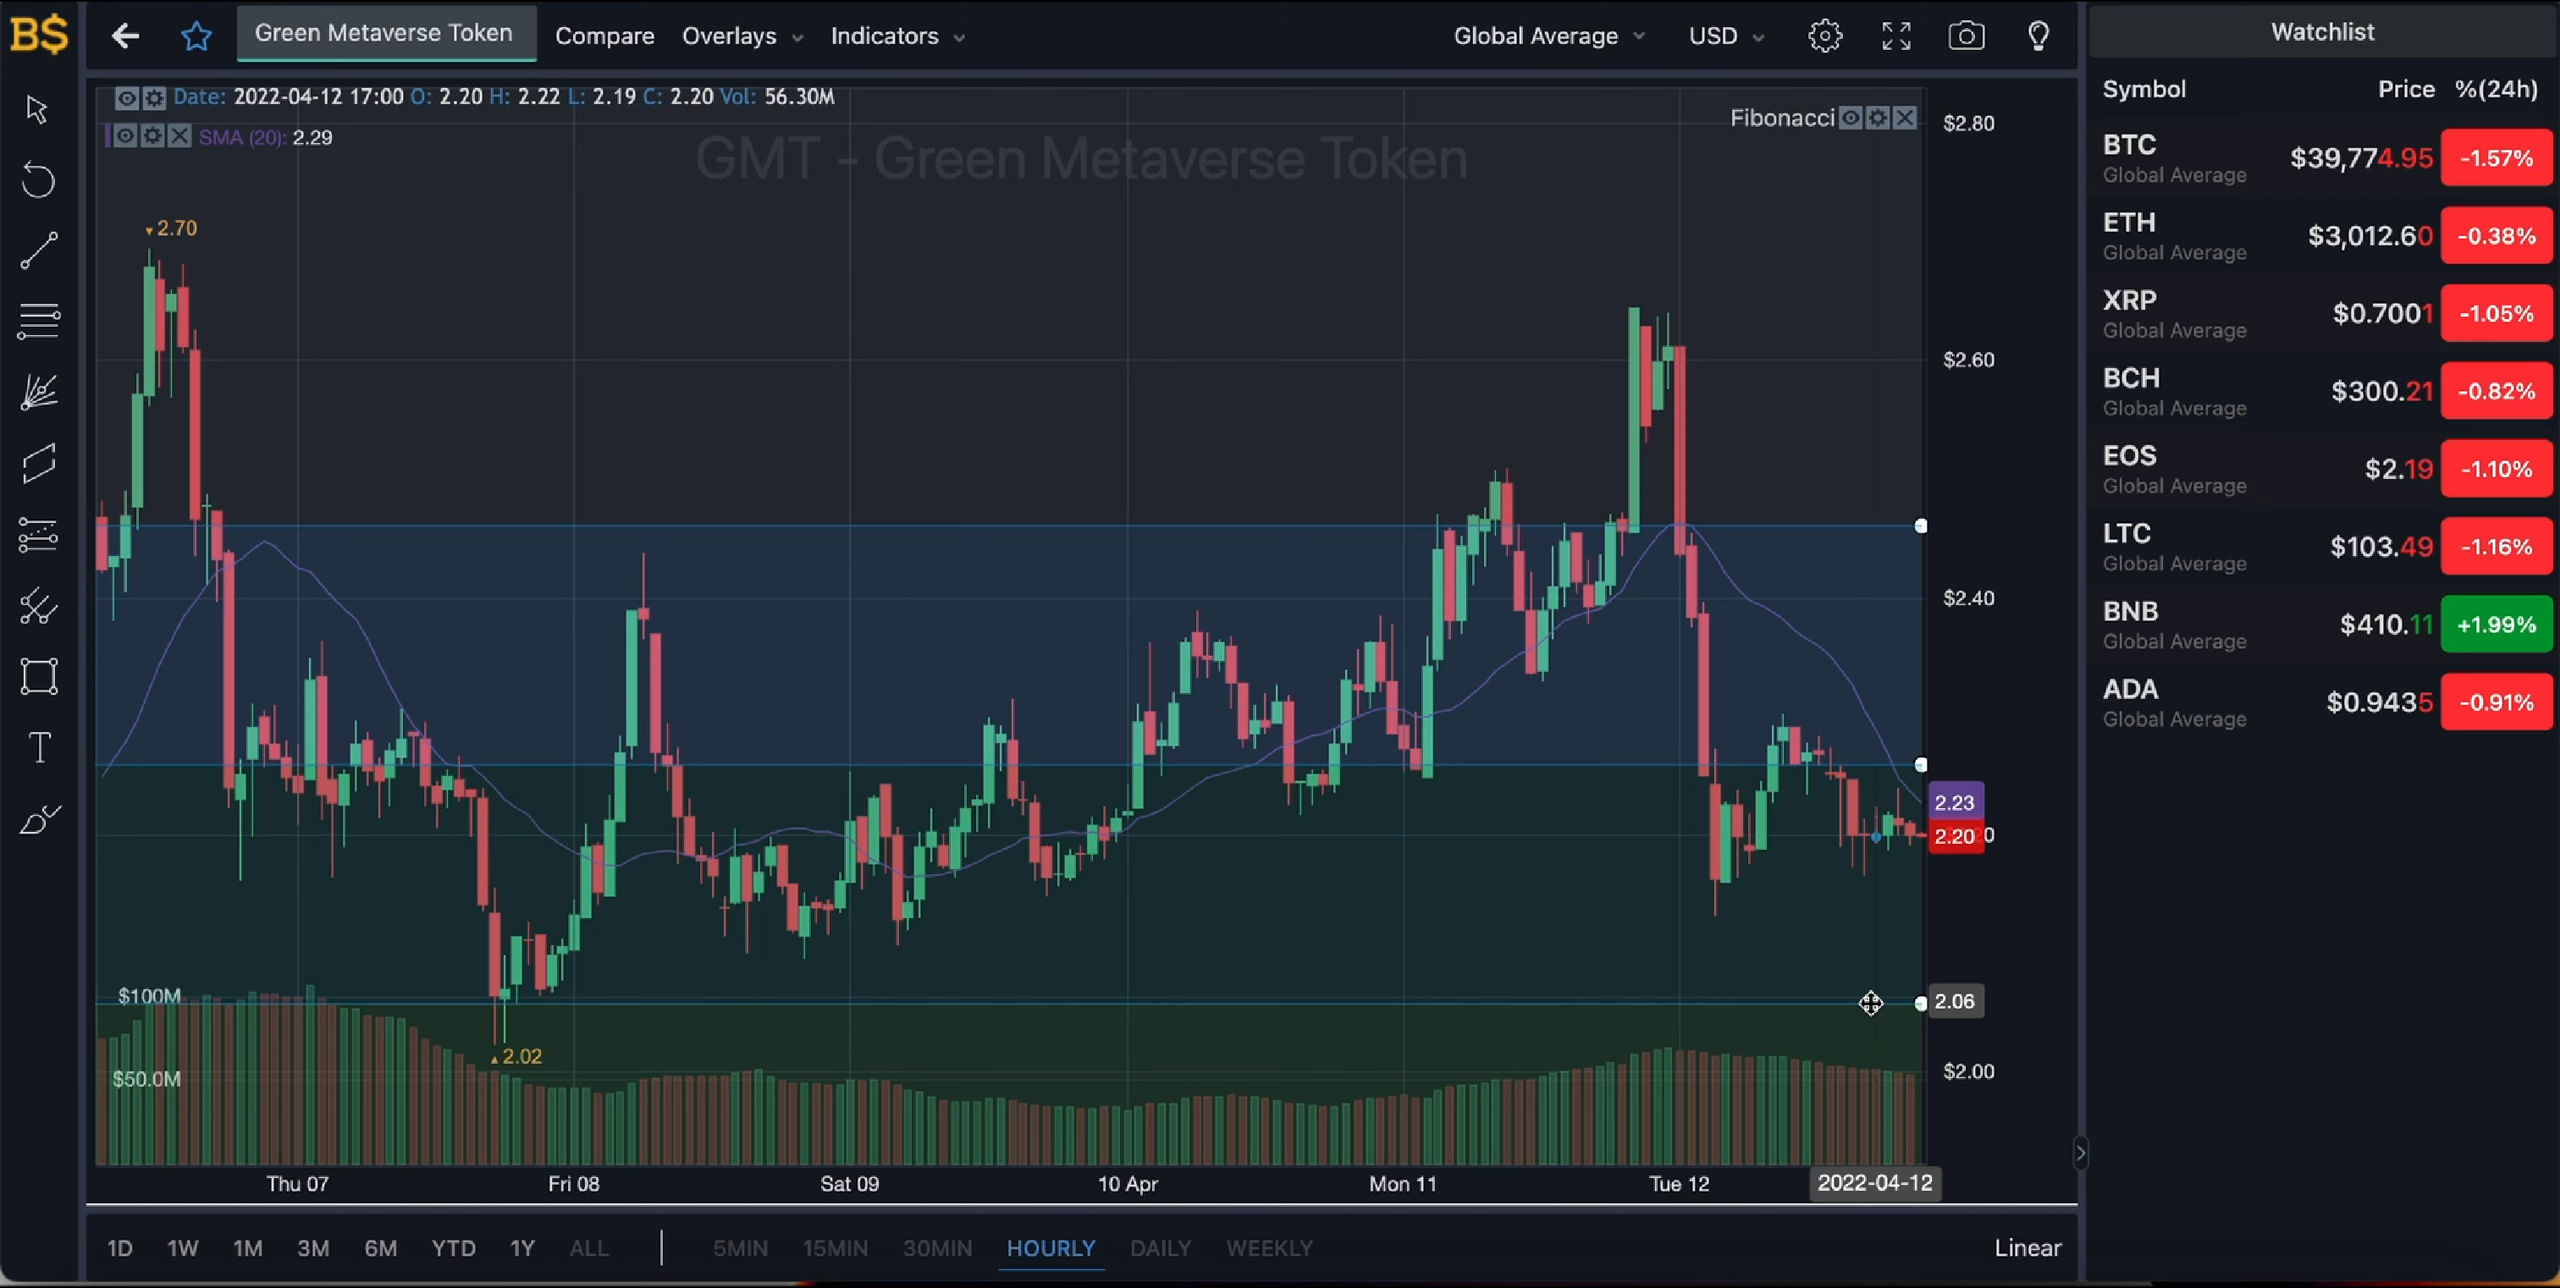 B$
Green Metaverse Token
Compare
Overlays
Indicators
Global Average
USD
Watchlist
Date: 2022-04-12 17:00 O: 2.20 H: 2.22 L: 2.19 C: 2.20 Vol: 56.30M
SMA (20): 2.29
Fibonacci
GMT - Green Metaverse Token
Symbol Price %(24h)
BTC $39,774.95 -1.57%
Global Average
ETH $3,012.60 -0.38%
Global Average
XRP $0.7001 -1.05%
Global Average
BCH $300.21 -0.82%
Global Average
EOS $2.19 -1.10%
Global Average
LTC $103.49 -1.16%
Global Average
BNB $410.11 +1.99%
Global Average
ADA $0.9435 -0.91%
Global Average
$2.80
2.70
$2.60
$2.40
2.23
2.20
$100M
2.06
2.02
$50.0M
$2.00
Thu 07 Fri 08 Sat 09 10 Apr Mon 11 Tue 12 2022-04-12
1D 1W 1M 3M 6M YTD 1Y ALL
5MIN 15MIN 30MIN HOURLY DAILY WEEKLY
Linear
T